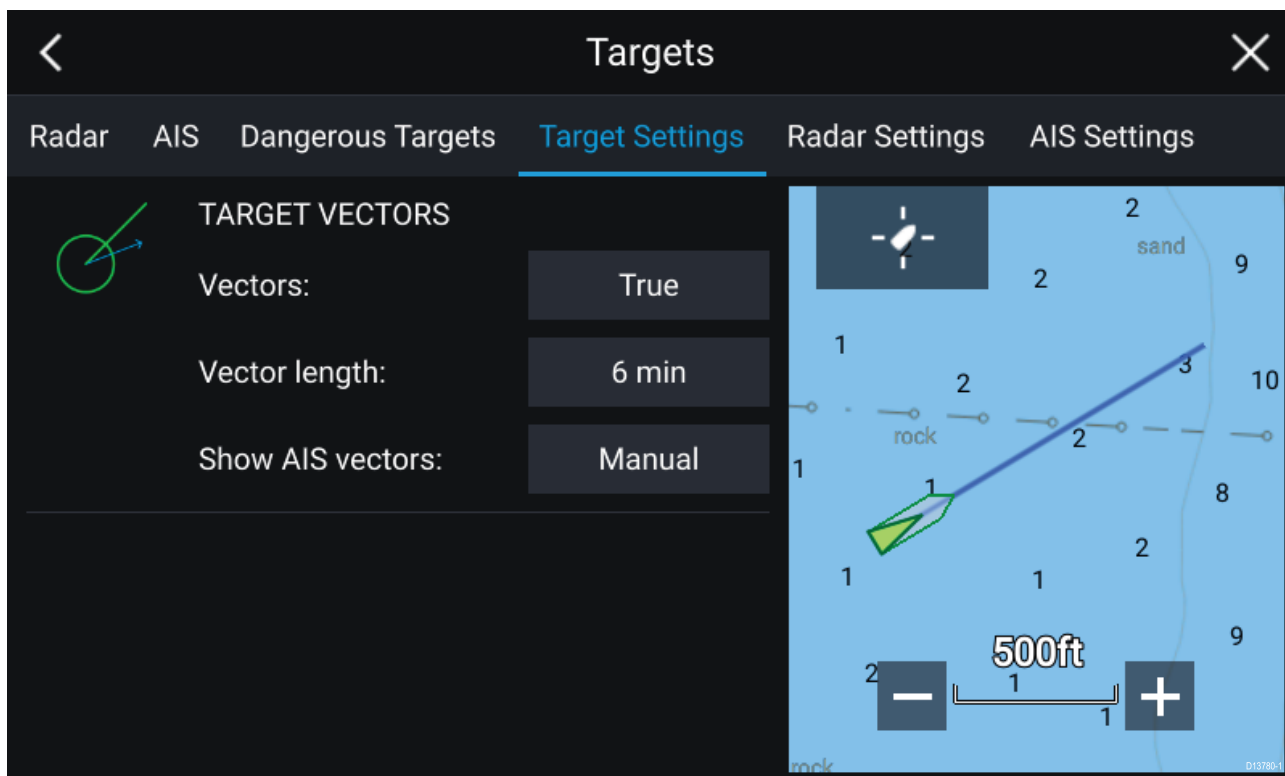 Targets
Radar AIS Dangerous Targets Target Settings Radar Settings AIS Settings
TARGET VECTORS
Vectors: True
Vector length: 6 min
Show AIS vectors: Manual
2
sand
9
2
2
1
3
2
10
rock
2
1
1
8
2
1
1
9
500ft
2
1
1
rock
D13780-1